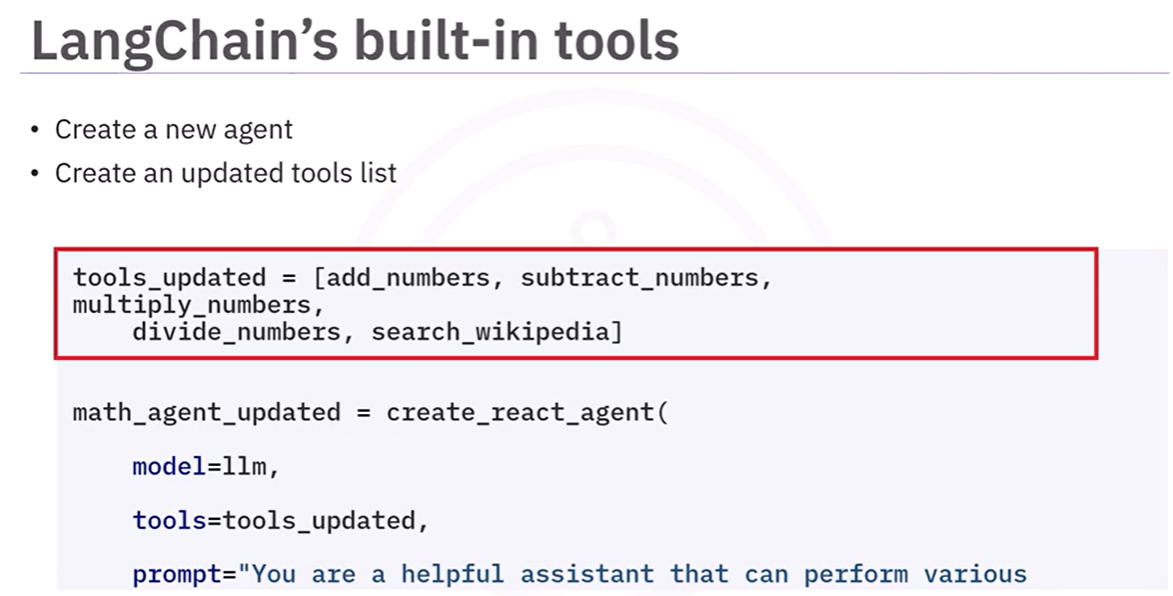 LangChain’s built-in tools
• Create a new agent
• Create an updated tools list
tools_updated = [add_numbers, subtract_numbers,
multiply_numbers,
    divide_numbers, search_wikipedia]
math_agent_updated = create_react_agent(
    model=llm,
    tools=tools_updated,
    prompt="You are a helpful assistant that can perform various